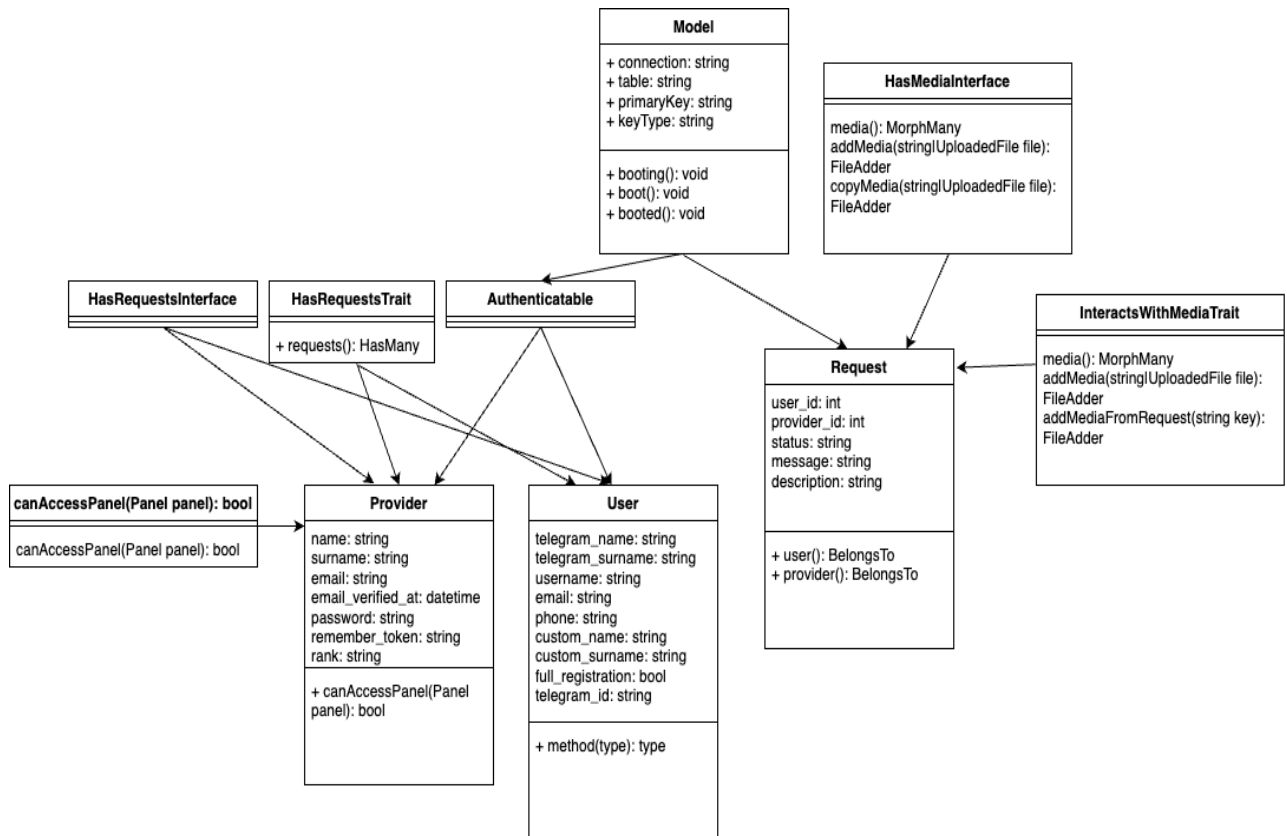 Model
+ connection: string
+ table: string
+ primaryKey: string
+ keyType: string
+ booting(): void
+ boot(): void
+ booted(): void
HasMediaInterface
media(): MorphMany
addMedia(string|UploadedFile file):
FileAdder
copyMedia(string|UploadedFile file):
FileAdder
HasRequestsInterface
HasRequestsTrait
+ requests(): HasMany
Authenticatable
InteractsWithMediaTrait
media(): MorphMany
addMedia(string|UploadedFile file):
FileAdder
addMediaFromRequest(string key):
FileAdder
Request
user_id: int
provider_id: int
status: string
message: string
description: string
+ user(): BelongsTo
+ provider(): BelongsTo
canAccessPanel(Panel panel): bool
canAccessPanel(Panel panel): bool
Provider
name: string
surname: string
email: string
email_verified_at: datetime
password: string
remember_token: string
rank: string
+ canAccessPanel(Panel
panel): bool
User
telegram_name: string
telegram_surname: string
username: string
email: string
phone: string
custom_name: string
custom_surname: string
full_registration: bool
telegram_id: string
+ method(type): type